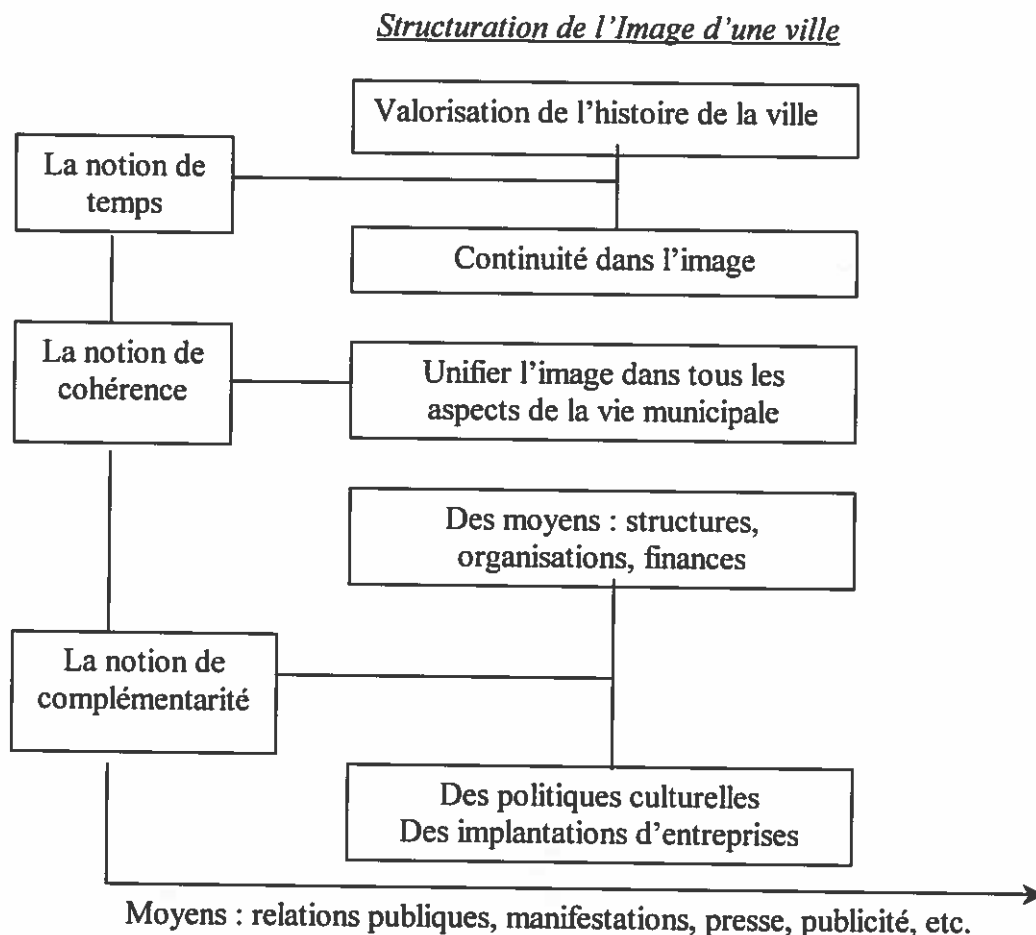 Structuration de l'Image d'une ville
Valorisation de l'histoire de la ville
La notion de
temps
Continuité dans l'image
La notion de
cohérence
Unifier l'image dans tous les
aspects de la vie municipale
Des moyens : structures,
organisations, finances
La notion de
complémentarité
Des politiques culturelles
Des implantations d'entreprises
Moyens : relations publiques, manifestations, presse, publicité, etc.